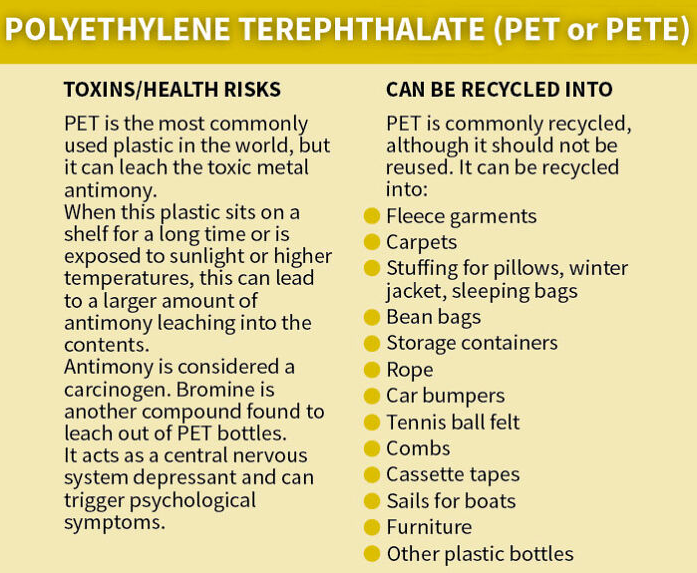 POLYETHYLENE TEREPHTHALATE (PET or PETE)
TOXINS/HEALTH RISKS
PET is the most commonly
used plastic in the world, but
it can leach the toxic metal
antimony.
When this plastic sits on a
shelf for a long time or is
exposed to sunlight or higher
temperatures, this can lead
to a larger amount of
antimony leaching into the
contents.
Antimony is considered a
carcinogen. Bromine is
another compound found to
leach out of PET bottles.
It acts as a central nervous
system depressant and can
trigger psychological
symptoms.
CAN BE RECYCLED INTO
PET is commonly recycled,
although it should not be
reused. It can be recycled
into:
Fleece garments
Carpets
Stuffing for pillows, winter
jacket, sleeping bags
Bean bags
Storage containers
Rope
Car bumpers
Tennis ball felt
Combs
Cassette tapes
Sails for boats
Furniture
Other plastic bottles